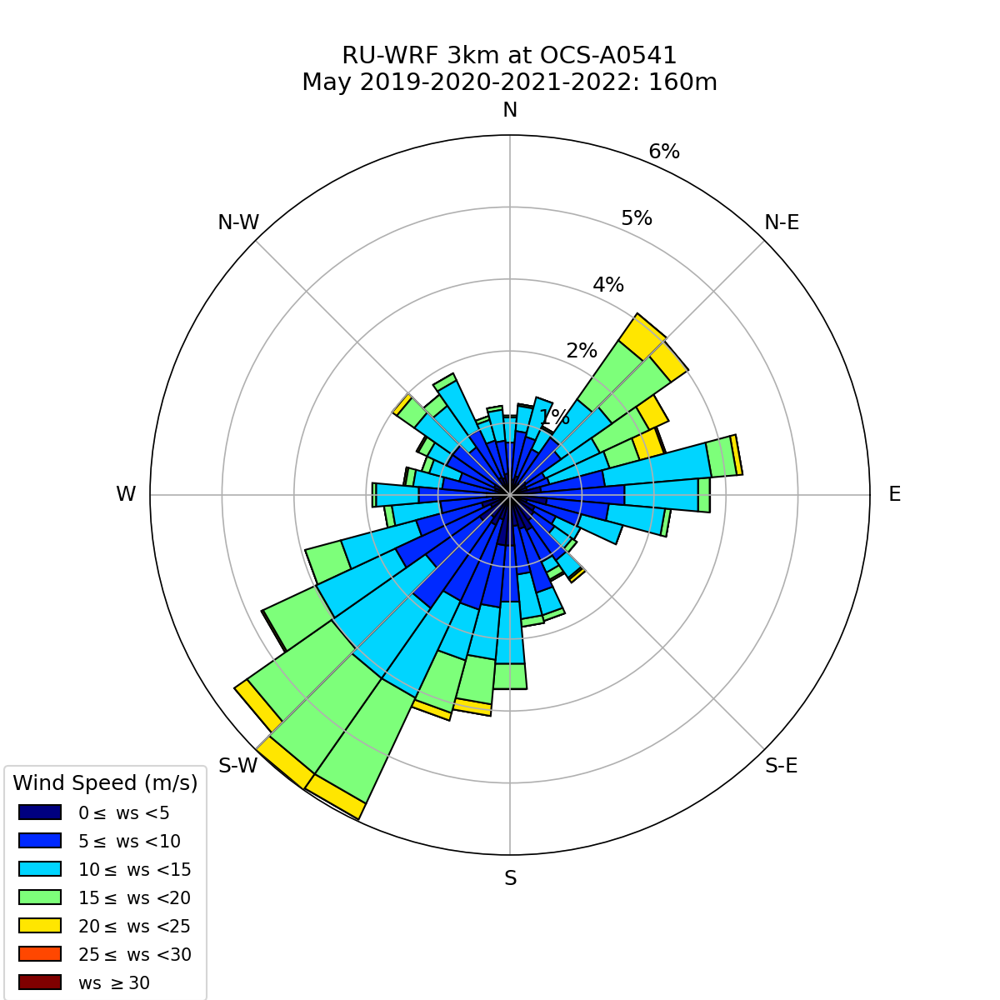 RU-WRF 3km at OCS-A0541
May 2019-2020-2021-2022: 160m
N
6%
N-W
N-E
5%
4%
2%
1%
W
E
S-W
S-E
S
Wind Speed (m/s)
0≤ ws <5
5≤ ws <10
10≤ ws <15
15≤ ws <20
20≤ ws <25
25≤ ws <30
ws ≥30